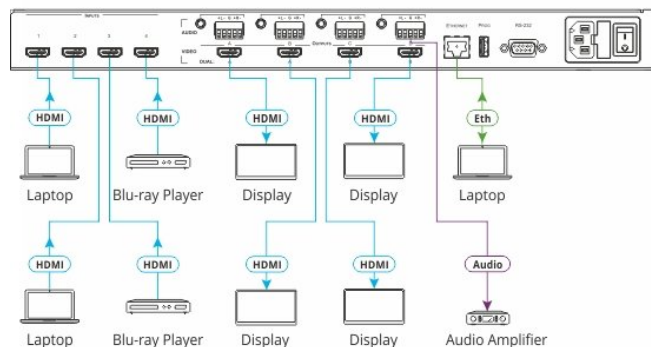 INPUTS
1 2 3 4
AUDIO
VIDEO
DUAL
OUTPUTS
A B C D
ETHERNET PROG RS-232
HDMI HDMI HDMI HDMI Eth
Laptop Blu-ray Player Display Display Laptop
HDMI HDMI HDMI HDMI Audio
Laptop Blu-ray Player Display Display Audio Amplifier